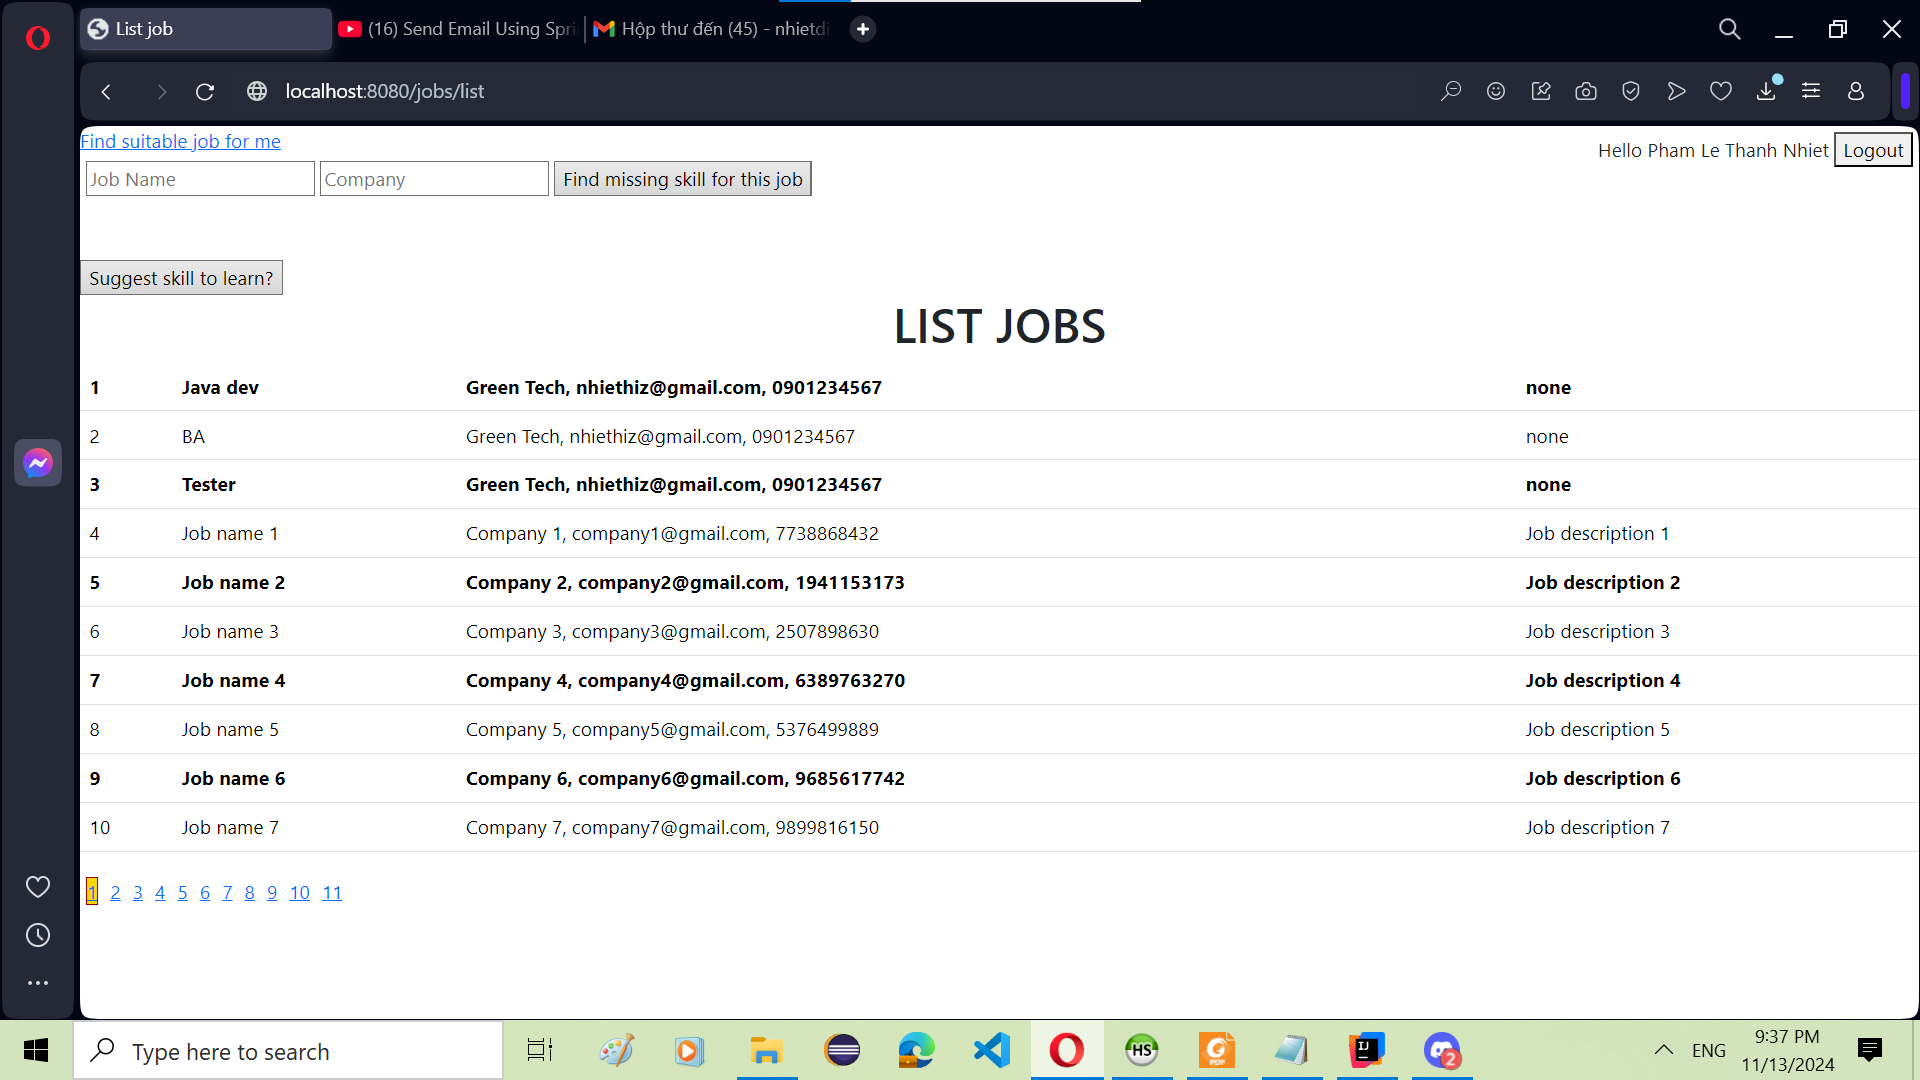 List job
(16) Send Email Using Spri
Hộp thư đến (45) - nhietdi
localhost:8080/jobs/list
Find suitable job for me
Hello Pham Le Thanh Nhiet Logout
Job Name Company Find missing skill for this job
Suggest skill to learn?
LIST JOBS
1 Java dev Green Tech, nhiethiz@gmail.com, 0901234567 none
2 BA Green Tech, nhiethiz@gmail.com, 0901234567 none
3 Tester Green Tech, nhiethiz@gmail.com, 0901234567 none
4 Job name 1 Company 1, company1@gmail.com, 7738868432 Job description 1
5 Job name 2 Company 2, company2@gmail.com, 1941153173 Job description 2
6 Job name 3 Company 3, company3@gmail.com, 2507898630 Job description 3
7 Job name 4 Company 4, company4@gmail.com, 6389763270 Job description 4
8 Job name 5 Company 5, company5@gmail.com, 5376499889 Job description 5
9 Job name 6 Company 6, company6@gmail.com, 9685617742 Job description 6
10 Job name 7 Company 7, company7@gmail.com, 9899816150 Job description 7
1 2 3 4 5 6 7 8 9 10 11
Type here to search
HS
PDF
IJ
2
ENG
9:37 PM
11/13/2024